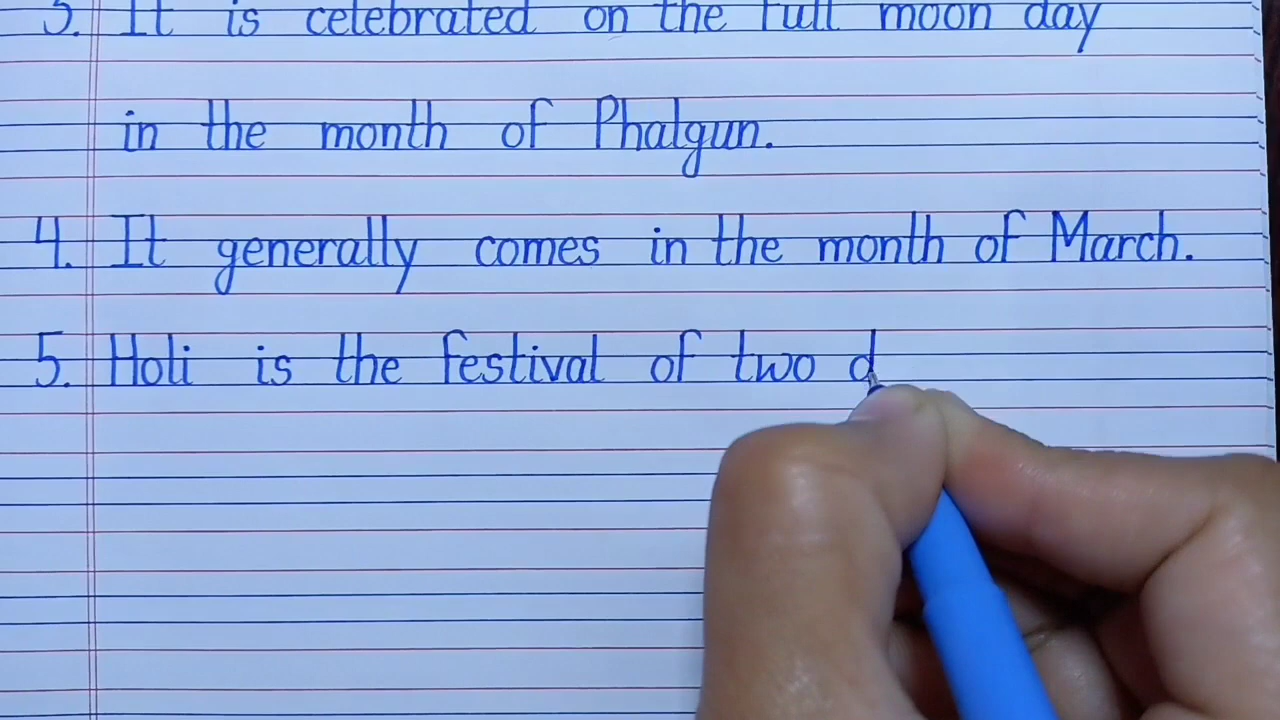 3. It is celebrated on the full moon day
in the month of Phalgun.
4. It generally comes in the month of March.
5. Holi is the festival of two d